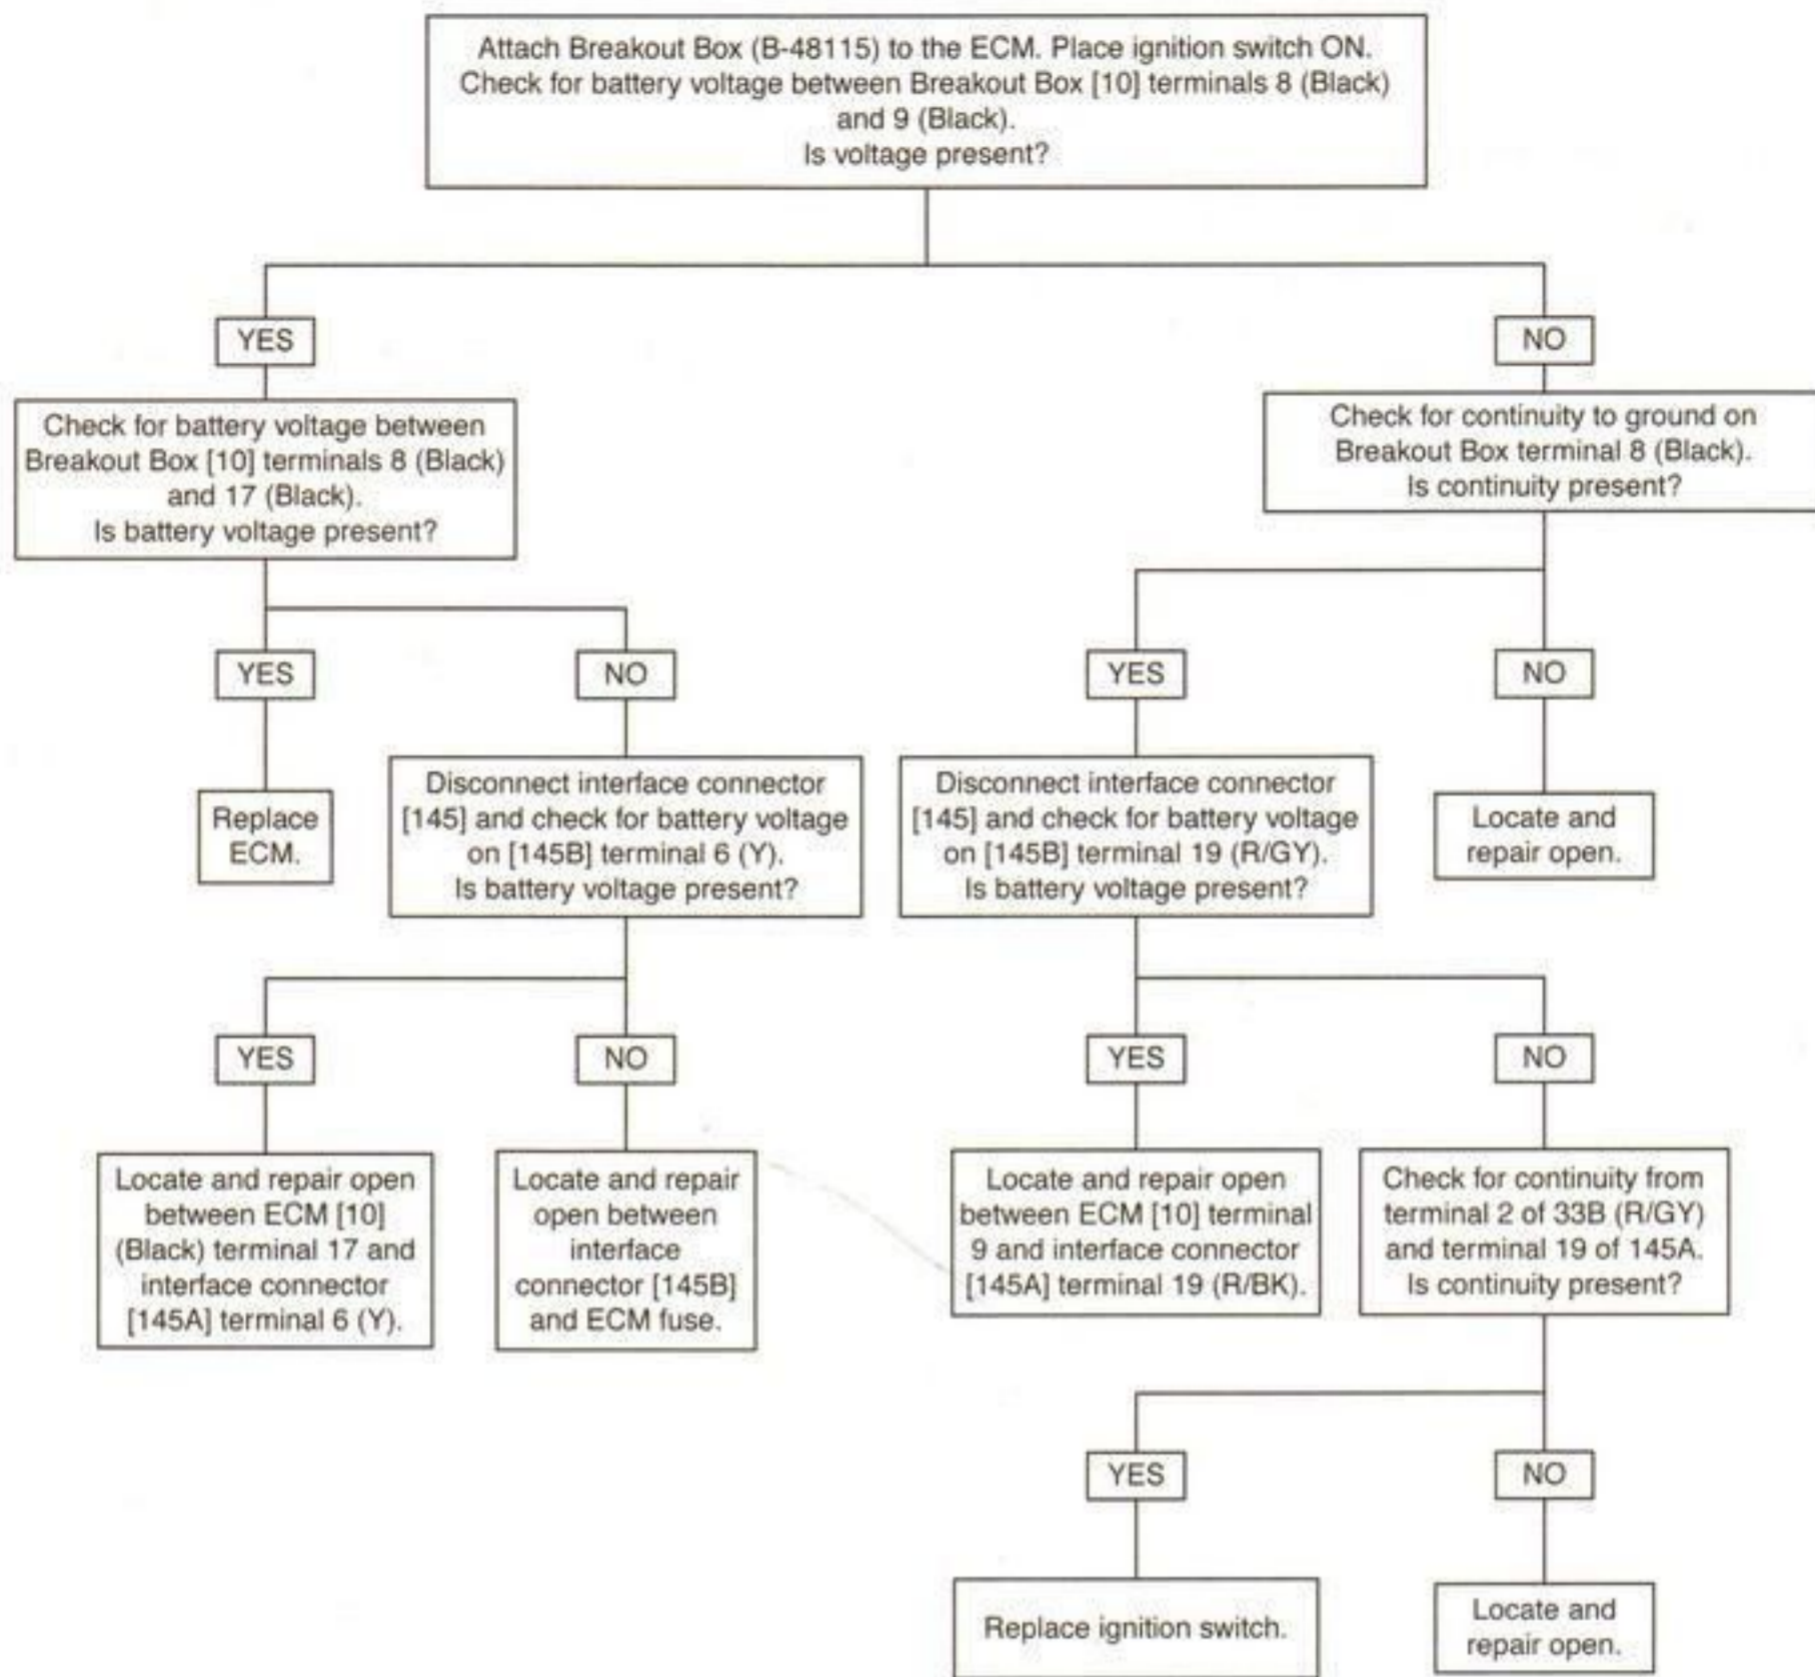 Attach Breakout Box (B-48115) to the ECM. Place ignition switch ON.
Check for battery voltage between Breakout Box [10] terminals 8 (Black)
and 9 (Black).
Is voltage present?
YES
NO
Check for battery voltage between
Breakout Box [10] terminals 8 (Black)
and 17 (Black).
Is battery voltage present?
Check for continuity to ground on
Breakout Box terminal 8 (Black).
Is continuity present?
YES
NO
YES
NO
Replace
ECM.
Disconnect interface connector
[145] and check for battery voltage
on [145B] terminal 6 (Y).
Is battery voltage present?
Disconnect interface connector
[145] and check for battery voltage
on [145B] terminal 19 (R/GY).
Is battery voltage present?
Locate and
repair open.
YES
NO
YES
NO
Locate and repair open
between ECM [10]
(Black) terminal 17 and
interface connector
[145A] terminal 6 (Y).
Locate and repair
open between
interface
connector [145B]
and ECM fuse.
Locate and repair open
between ECM [10] terminal
9 and interface connector
[145A] terminal 19 (R/BK).
Check for continuity from
terminal 2 of 33B (R/GY)
and terminal 19 of 145A.
Is continuity present?
YES
NO
Replace ignition switch.
Locate and
repair open.